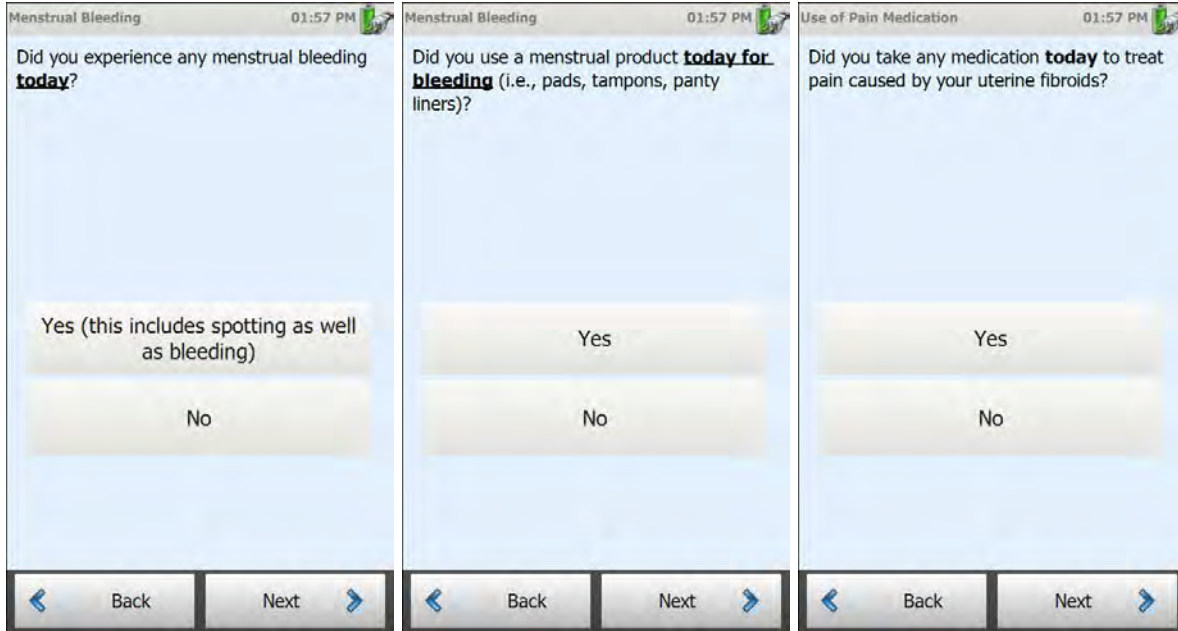 Menstrual Bleeding 01:57 PM
Did you experience any menstrual bleeding
today?
Yes (this includes spotting as well
as bleeding)
No
Back Next
Menstrual Bleeding 01:57 PM
Did you use a menstrual product today for
bleeding (i.e., pads, tampons, panty
liners)?
Yes
No
Back Next
Use of Pain Medication 01:57 PM
Did you take any medication today to treat
pain caused by your uterine fibroids?
Yes
No
Back Next